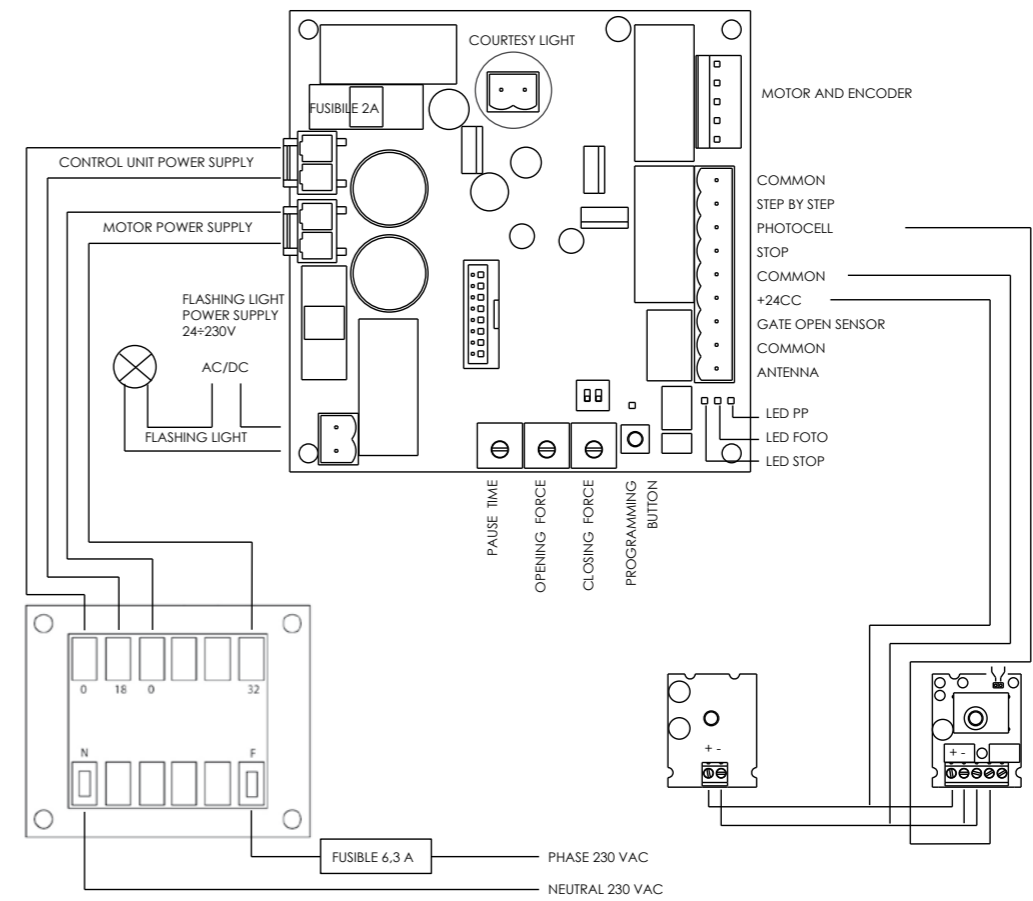 COURTESY LIGHT
FUSIBILE 2A
MOTOR AND ENCODER
CONTROL UNIT POWER SUPPLY
MOTOR POWER SUPPLY
COMMON
STEP BY STEP
PHOTOCELL
STOP
COMMON
+24CC
GATE OPEN SENSOR
COMMON
ANTENNA
FLASHING LIGHT
POWER SUPPLY
24÷230V
AC/DC
FLASHING LIGHT
LED PP
LED FOTO
LED STOP
PAUSE TIME
OPENING FORCE
CLOSING FORCE
PROGRAMMING
BUTTON
0 18 0 32
N F
+ -
+ -
FUSIBLE 6,3 A
PHASE 230 VAC
NEUTRAL 230 VAC